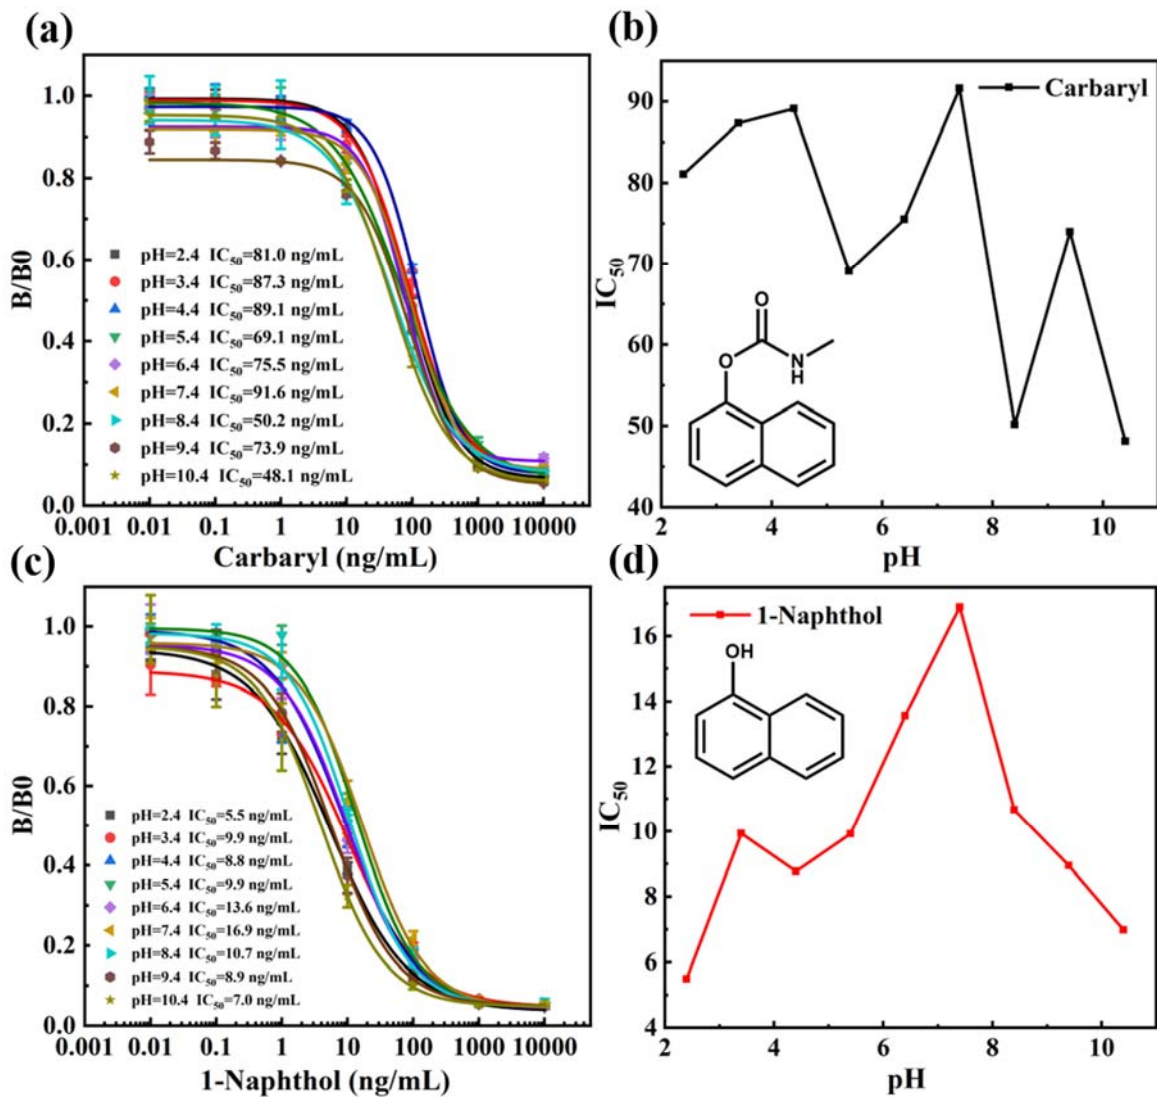 (a)
B/B0
1.0
0.8
0.6
0.4
0.2
0.0
pH=2.4 IC50=81.0 ng/mL
pH=3.4 IC50=87.3 ng/mL
pH=4.4 IC50=89.1 ng/mL
pH=5.4 IC50=69.1 ng/mL
pH=6.4 IC50=75.5 ng/mL
pH=7.4 IC50=91.6 ng/mL
pH=8.4 IC50=50.2 ng/mL
pH=9.4 IC50=73.9 ng/mL
pH=10.4 IC50=48.1 ng/mL
0.001 0.01 0.1 1 10 100 1000 10000
Carbaryl (ng/mL)
(b)
IC50
90
80
70
60
50
40
Carbaryl
O
O
N
H
2 4 6 8 10
pH
(c)
B/B0
1.0
0.8
0.6
0.4
0.2
0.0
pH=2.4 IC50=5.5 ng/mL
pH=3.4 IC50=9.9 ng/mL
pH=4.4 IC50=8.8 ng/mL
pH=5.4 IC50=9.9 ng/mL
pH=6.4 IC50=13.6 ng/mL
pH=7.4 IC50=16.9 ng/mL
pH=8.4 IC50=10.7 ng/mL
pH=9.4 IC50=8.9 ng/mL
pH=10.4 IC50=7.0 ng/mL
0.001 0.01 0.1 1 10 100 1000 10000
1-Naphthol (ng/mL)
(d)
IC50
16
14
12
10
8
6
4
1-Naphthol
OH
2 4 6 8 10
pH